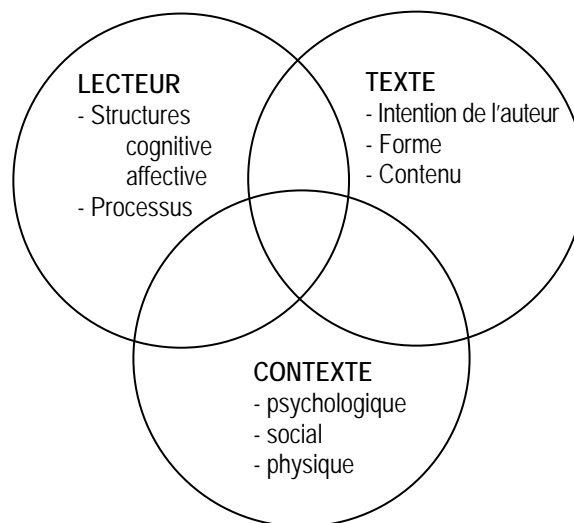 LECTEUR
- Structures
cognitive
affective
- Processus
TEXTE
- Intention de l'auteur
- Forme
- Contenu
CONTEXTE
- psychologique
- social
- physique